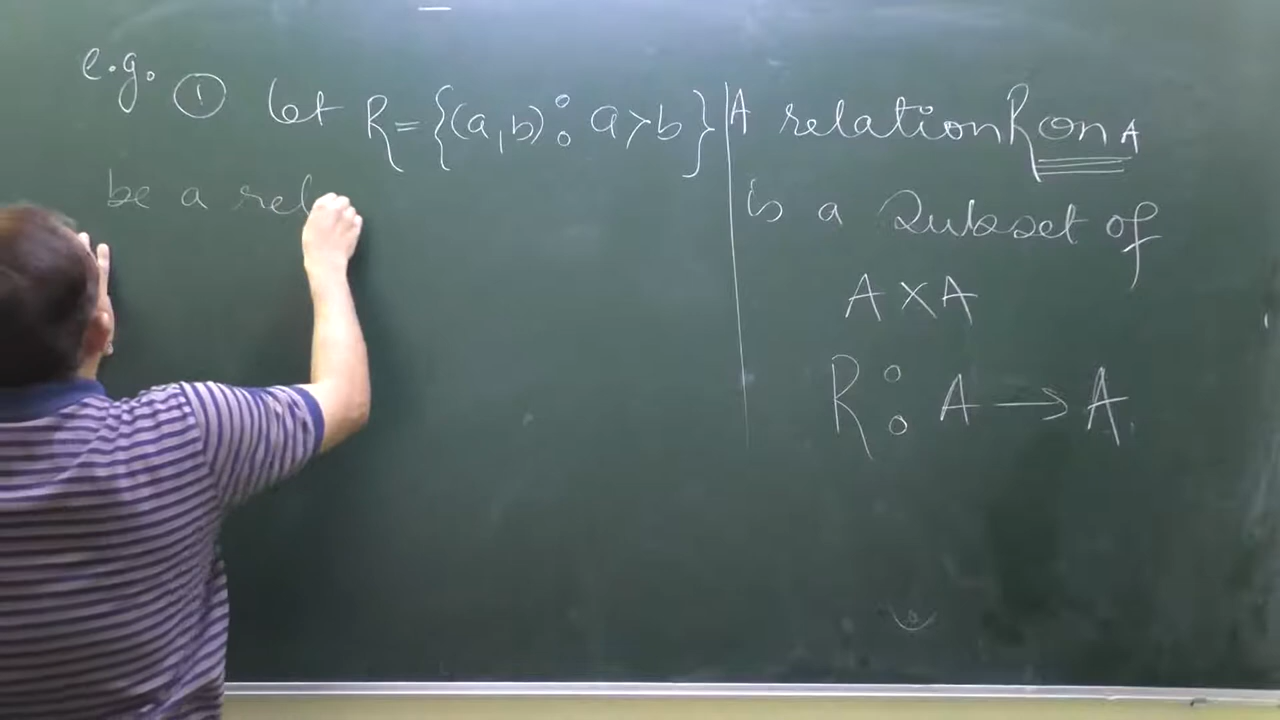 e.g. ① Let R = {(a,b) : a>b}
be a rel
A relation R on A
is a Subset of
A×A
R : A → A